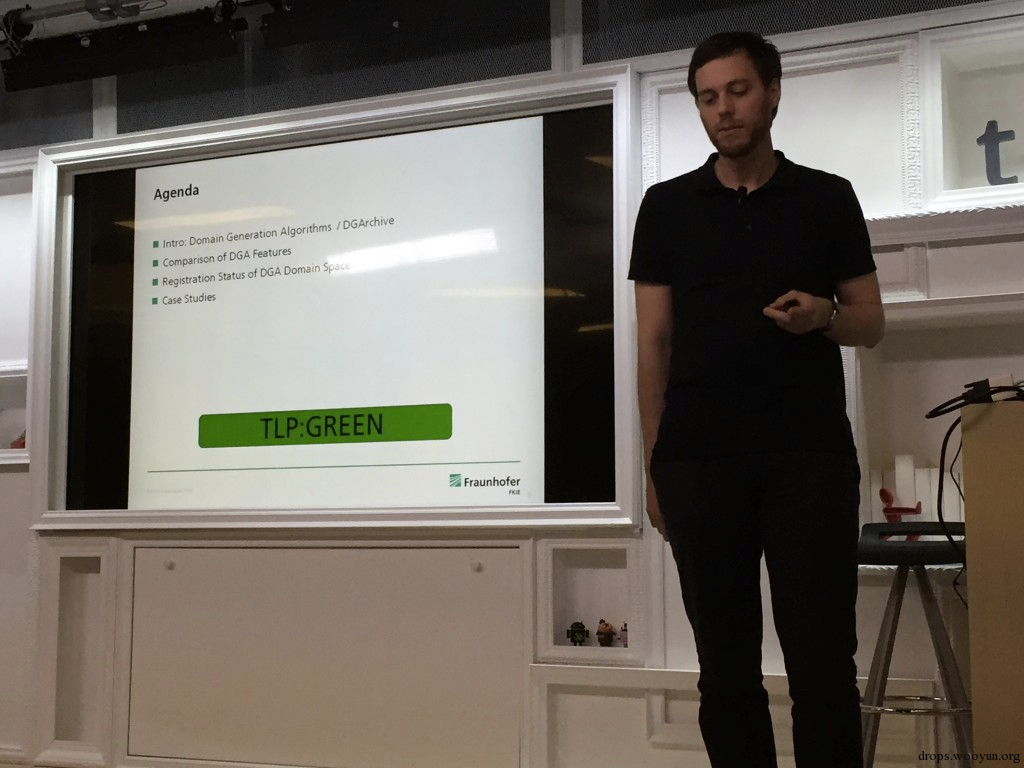 Agenda
Intro: Domain Generation Algorithms / DGArchive
Comparison of DGA Features
Registration Status of DGA Domain Space
Case Studies
TLP:GREEN
Fraunhofer
FKIE
t
drops.wooyun.org